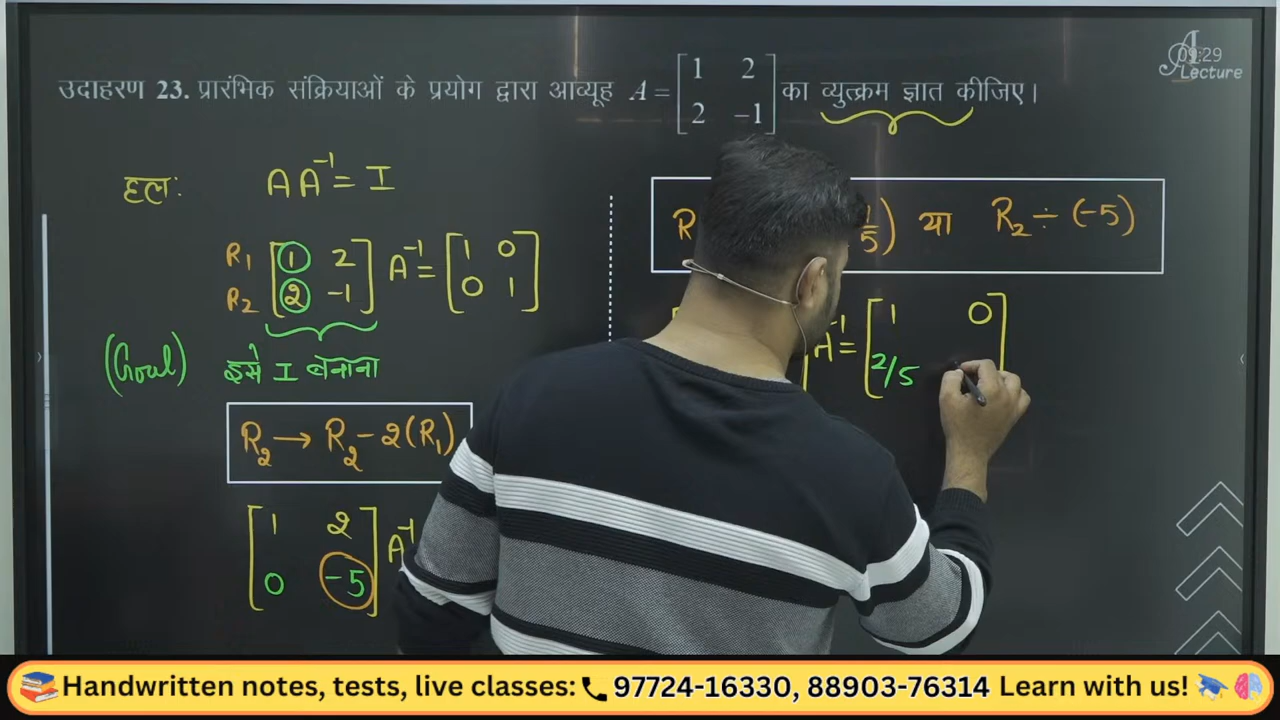 09:29
Lecture
उदाहरण 23. प्रारंभिक संक्रियाओं के प्रयोग द्वारा आव्यूह A = [1 2; 2 –1] का व्युत्क्रम ज्ञात कीजिए।
हल: A A⁻¹ = I
R₁ R₂ [1 2; 2 -1] A⁻¹ = [1 0; 0 1]
(Goal) इसे I बनाना
R₂ → R₂ - 2(R₁)
[1 2; 0 -5] A⁻¹
R 5) या R₂ ÷ (-5)
A⁻¹ = [1 0; 2/5
Handwritten notes, tests, live classes: 97724-16330, 88903-76314 Learn with us!